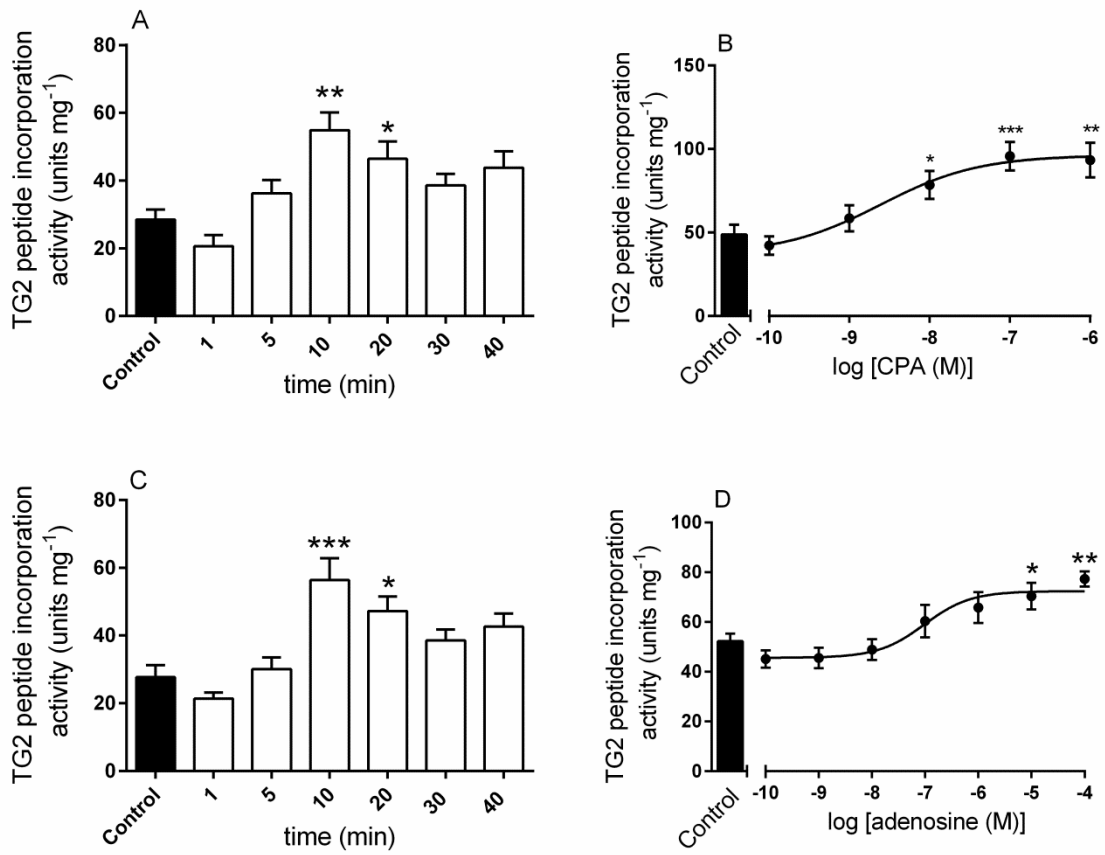 A
TG2 peptide incorporation
activity (units mg-1)
80
60
40
20
0
**
*
Control
1
5
10
20
30
40
time (min)
B
TG2 peptide incorporation
activity (units mg-1)
150
100
50
0
*
***
**
Control
-10
-9
-8
-7
-6
log [CPA (M)]
C
TG2 peptide incorporation
activity (units mg-1)
80
60
40
20
0
***
*
Control
1
5
10
20
30
40
time (min)
D
TG2 peptide incorporation
activity (units mg-1)
100
80
60
40
20
0
*
**
Control
-10
-9
-8
-7
-6
-5
-4
log [adenosine (M)]